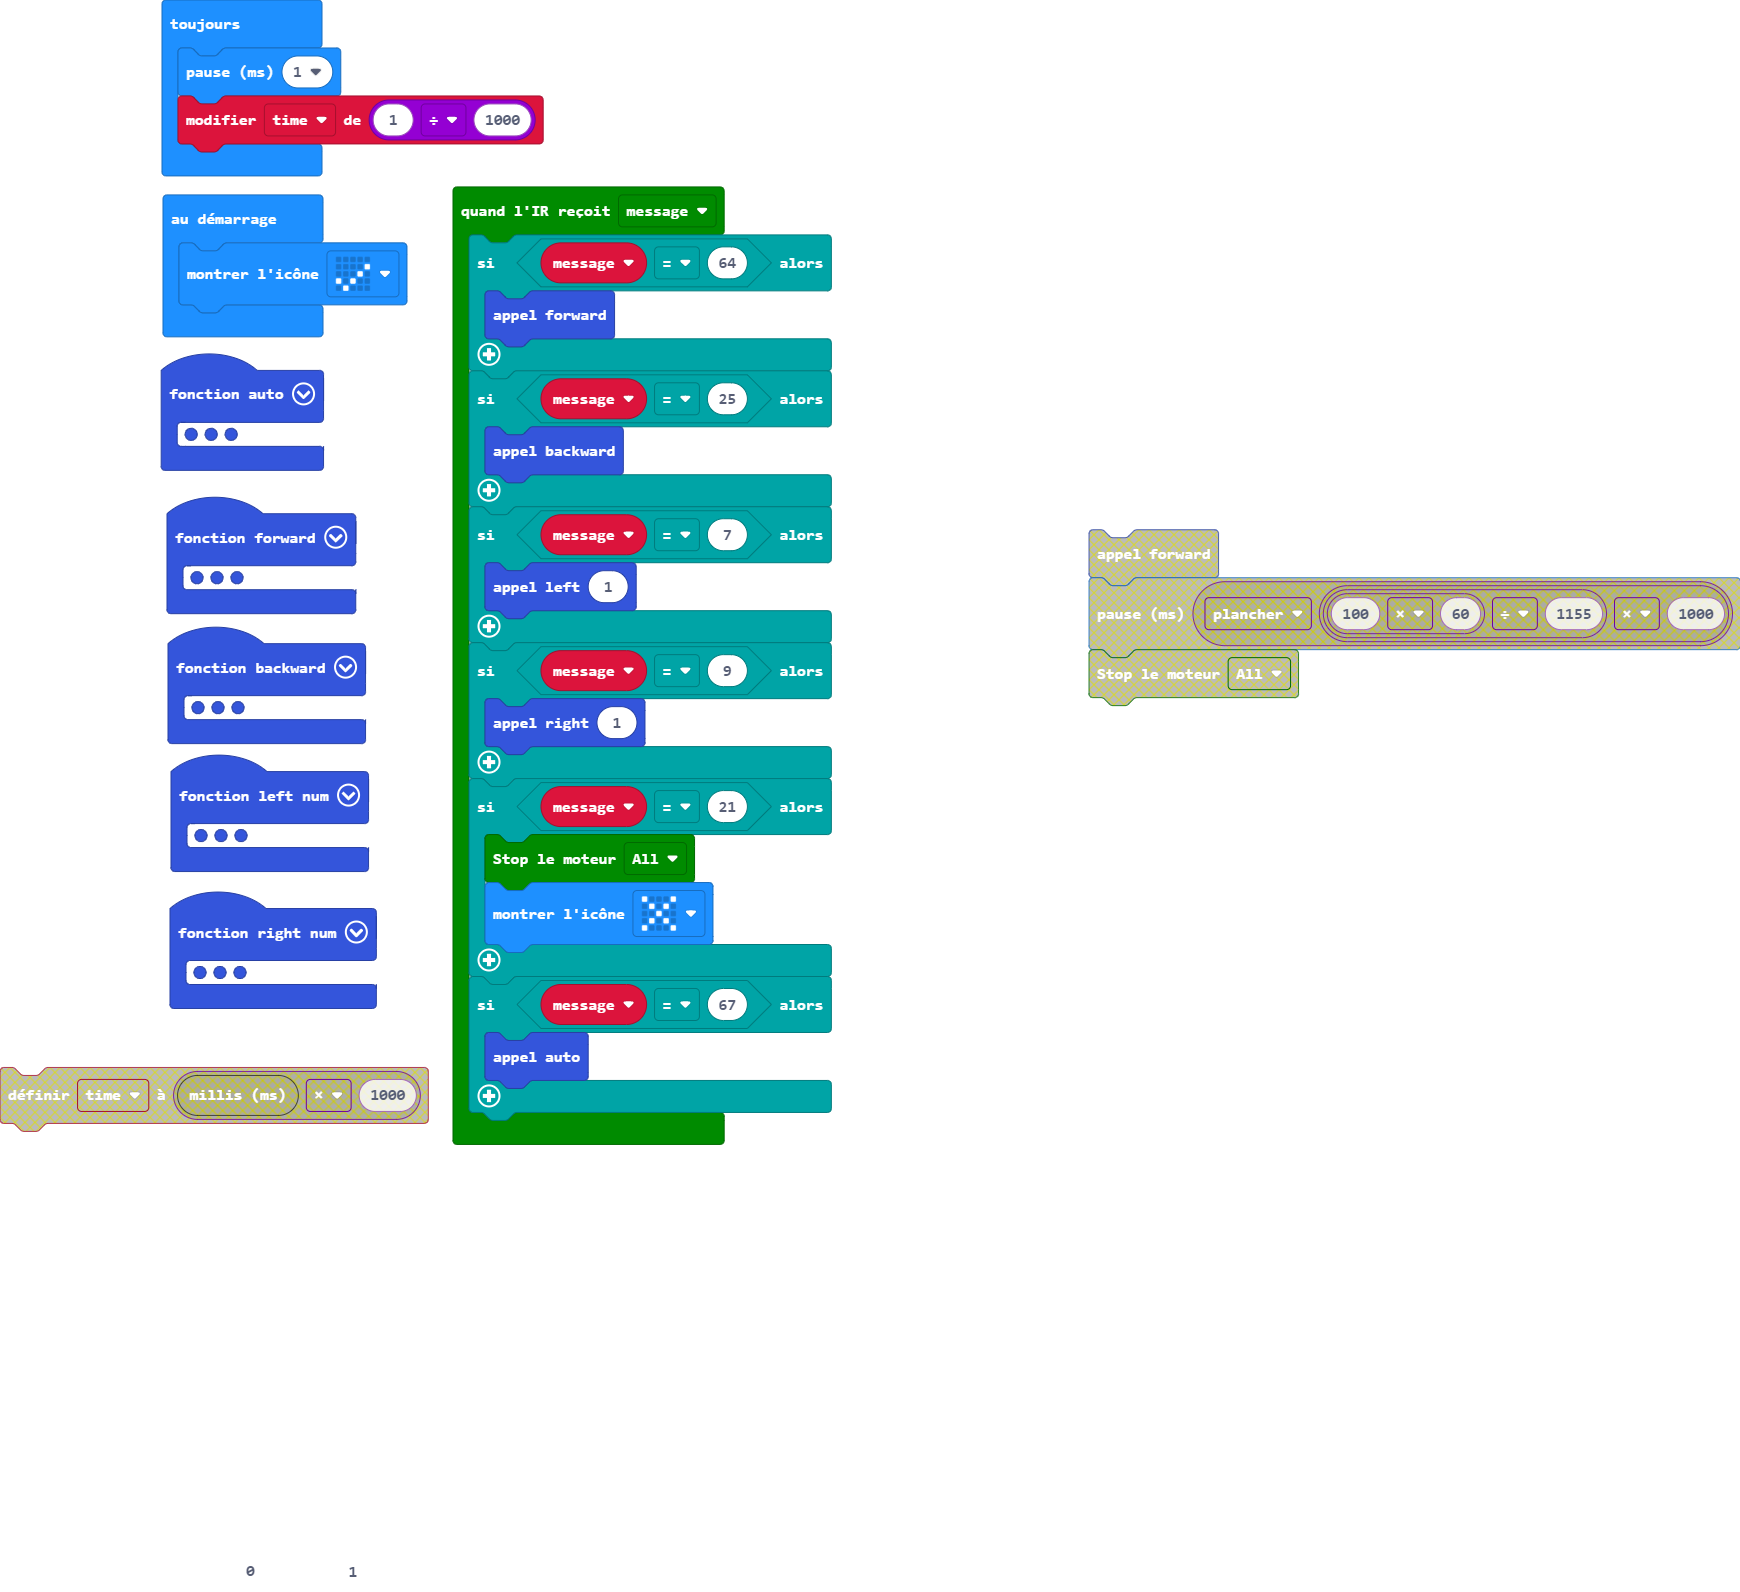 toujours
pause (ms) 1
modifier time de 1 ÷ 1000
au démarrage
montrer l'icône
fonction auto
fonction forward
fonction backward
fonction left num
fonction right num
définir time à millis (ms) × 1000
quand l'IR reçoit message
si message = 64 alors
appel forward
si message = 25 alors
appel backward
si message = 7 alors
appel left 1
si message = 9 alors
appel right 1
si message = 21 alors
Stop le moteur All
montrer l'icône
si message = 67 alors
appel auto
appel forward
pause (ms) plancher 100 × 60 ÷ 1155 × 1000
Stop le moteur All
0 1